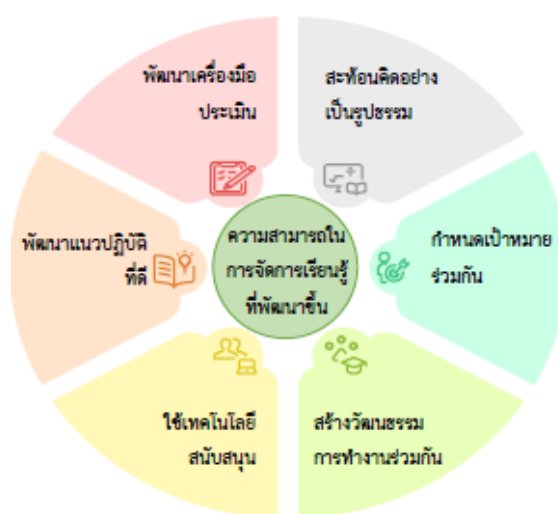 พัฒนาเครื่องมือ
ประเมิน
สะท้อนคิดอย่าง
เป็นรูปธรรม
พัฒนาแนวปฏิบัติ
ที่ดี
ความสามารถใน
การจัดการเรียนรู้
ที่พัฒนาขึ้น
กำหนดเป้าหมาย
ร่วมกัน
ใช้เทคโนโลยี
สนับสนุน
สร้างวัฒนธรรม
การทำงานร่วมกัน